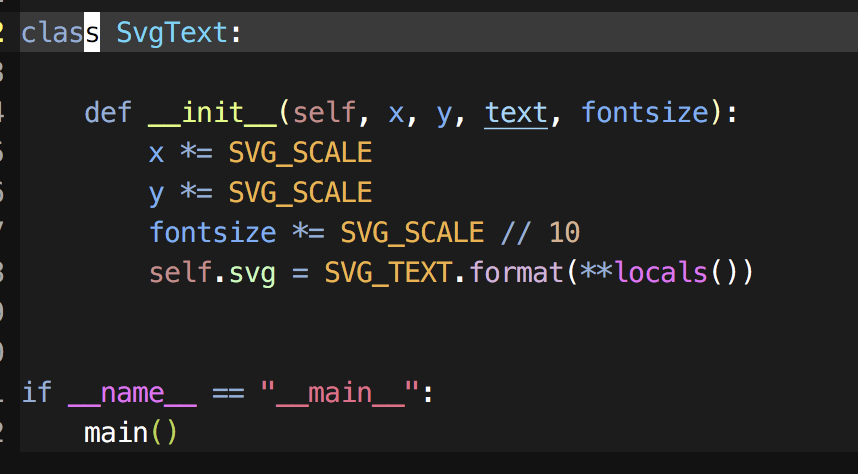 2 class SvgText:
3
4     def __init__(self, x, y, text, fontsize):
5         x *= SVG_SCALE
6         y *= SVG_SCALE
7         fontsize *= SVG_SCALE // 10
8         self.svg = SVG_TEXT.format(**locals())
9
0
1 if __name__ == "__main__":
2     main()